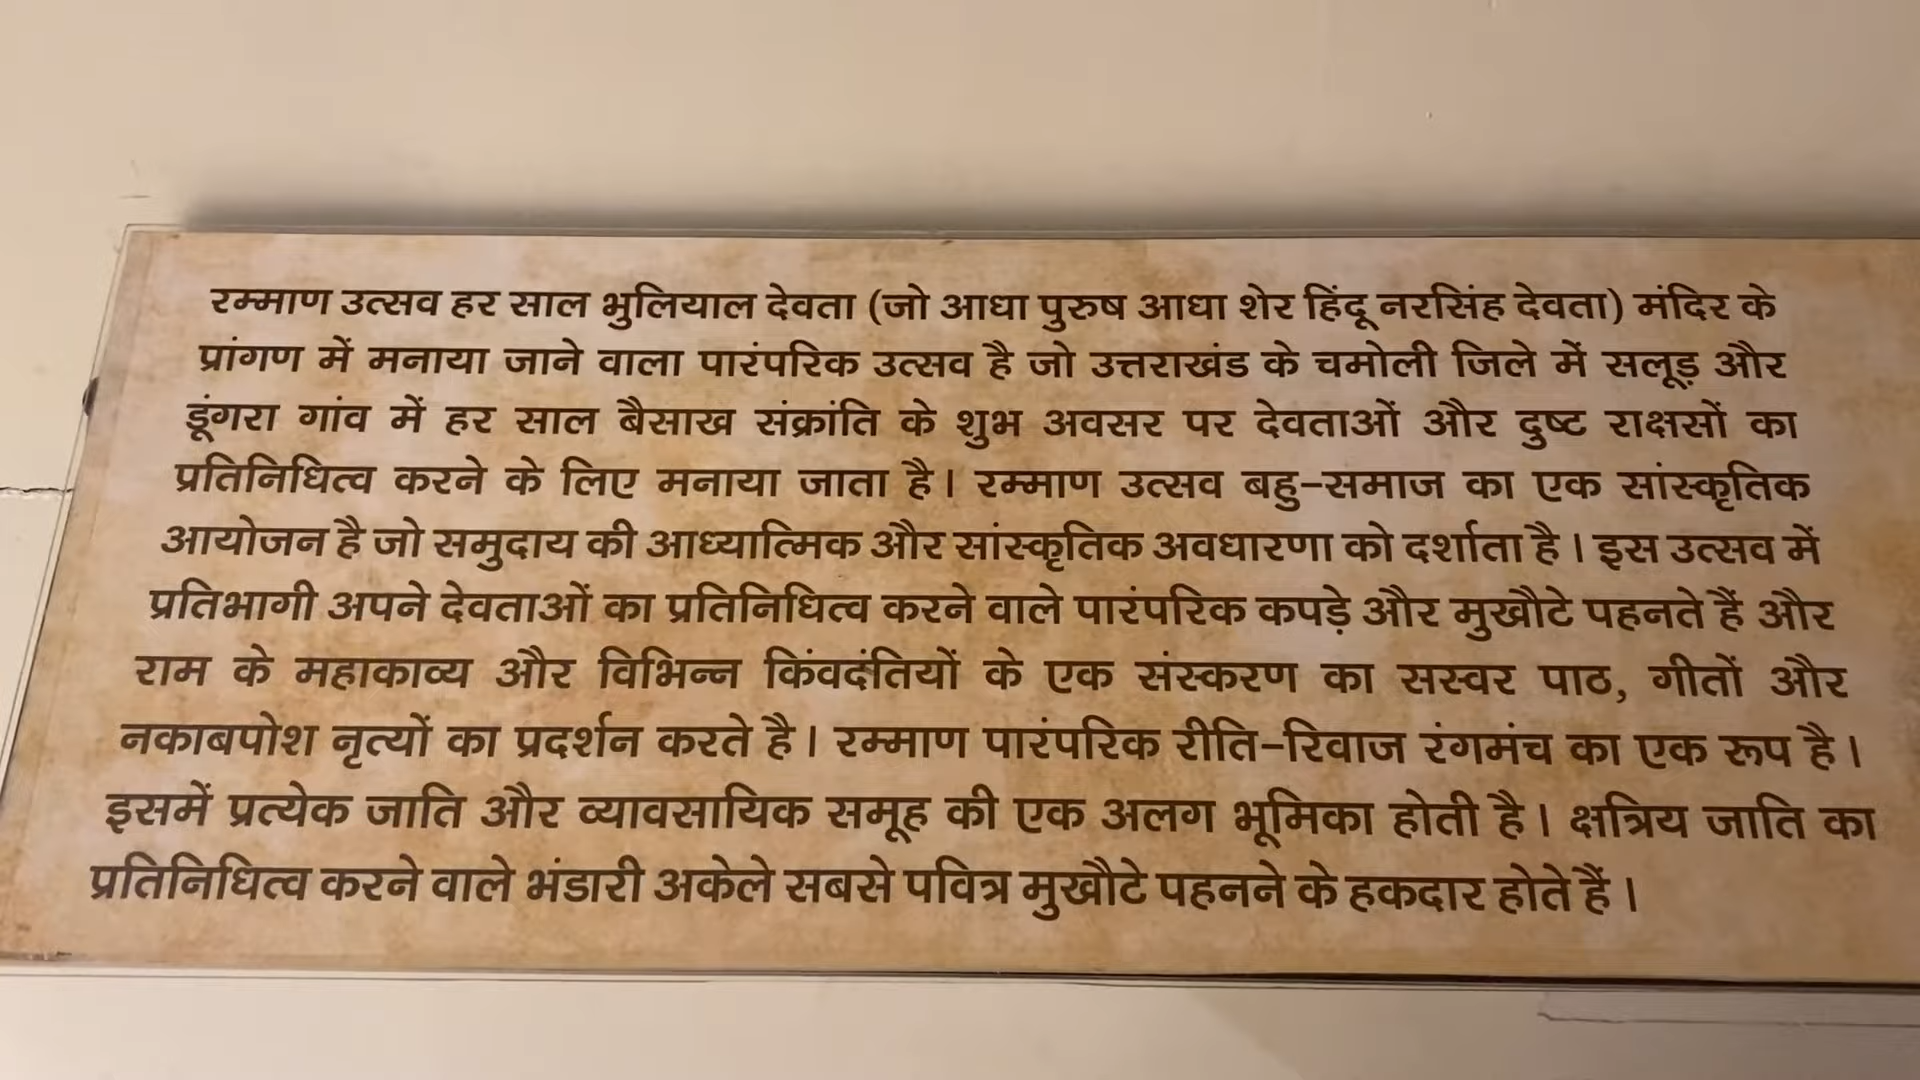 रम्माण उत्सव हर साल भुलियाल देवता (जो आधा पुरुष आधा शेर हिंदू नरसिंह देवता) मंदिर के
प्रांगण में मनाया जाने वाला पारंपरिक उत्सव है जो उत्तराखंड के चमोली जिले में सलूड़ और
डूंगरा गांव में हर साल बैसाख संक्रांति के शुभ अवसर पर देवताओं और दुष्ट राक्षसों का
प्रतिनिधित्व करने के लिए मनाया जाता है। रम्माण उत्सव बहु-समाज का एक सांस्कृतिक
आयोजन है जो समुदाय की आध्यात्मिक और सांस्कृतिक अवधारणा को दर्शाता है। इस उत्सव में
प्रतिभागी अपने देवताओं का प्रतिनिधित्व करने वाले पारंपरिक कपड़े और मुखौटे पहनते हैं और
राम के महाकाव्य और विभिन्न किंवदंतियों के एक संस्करण का सस्वर पाठ, गीतों और
नकाबपोश नृत्यों का प्रदर्शन करते है। रम्माण पारंपरिक रीति-रिवाज रंगमंच का एक रूप है।
इसमें प्रत्येक जाति और व्यावसायिक समूह की एक अलग भूमिका होती है। क्षत्रिय जाति का
प्रतिनिधित्व करने वाले भंडारी अकेले सबसे पवित्र मुखौटे पहनने के हकदार होते हैं।